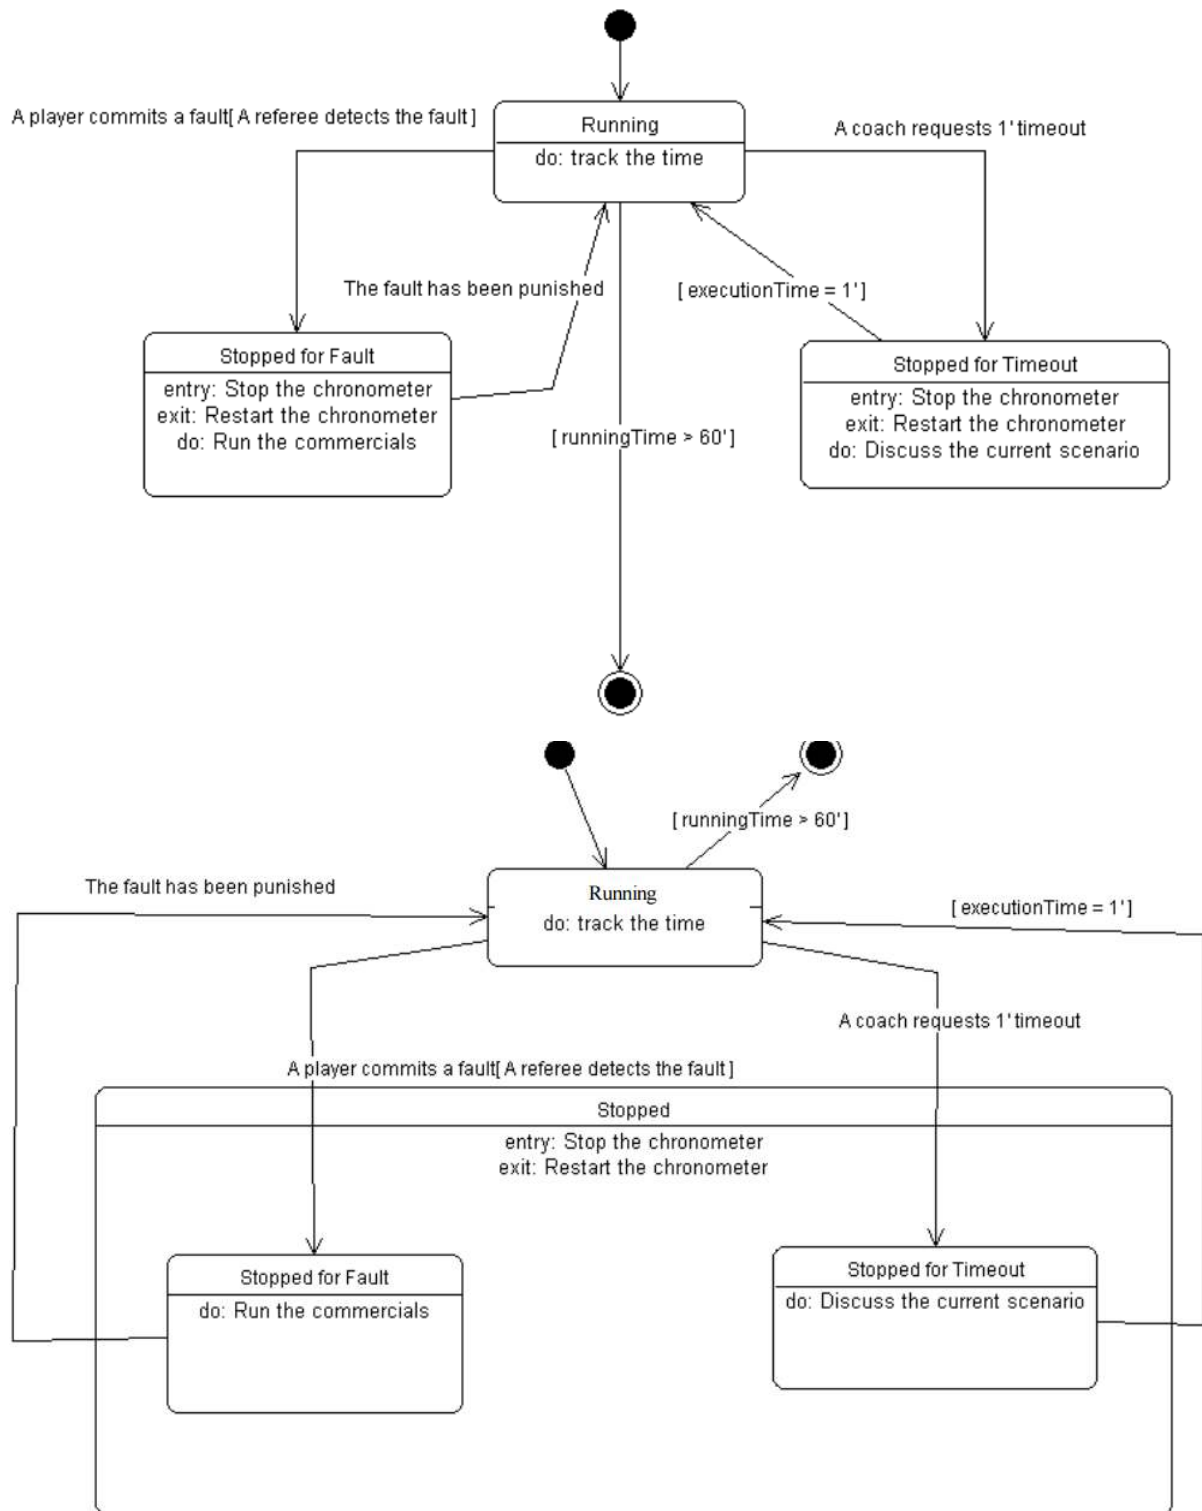 A player commits a fault[ A referee detects the fault ]
Running
do: track the time
A coach requests 1' timeout
The fault has been punished
[ executionTime = 1' ]
Stopped for Fault
entry: Stop the chronometer
exit: Restart the chronometer
do: Run the commercials
[ runningTime > 60' ]
Stopped for Timeout
entry: Stop the chronometer
exit: Restart the chronometer
do: Discuss the current scenario
[ runningTime > 60' ]
The fault has been punished
Running
do: track the time
[ executionTime = 1' ]
A coach requests 1' timeout
A player commits a fault[ A referee detects the fault ]
Stopped
entry: Stop the chronometer
exit: Restart the chronometer
Stopped for Fault
do: Run the commercials
Stopped for Timeout
do: Discuss the current scenario